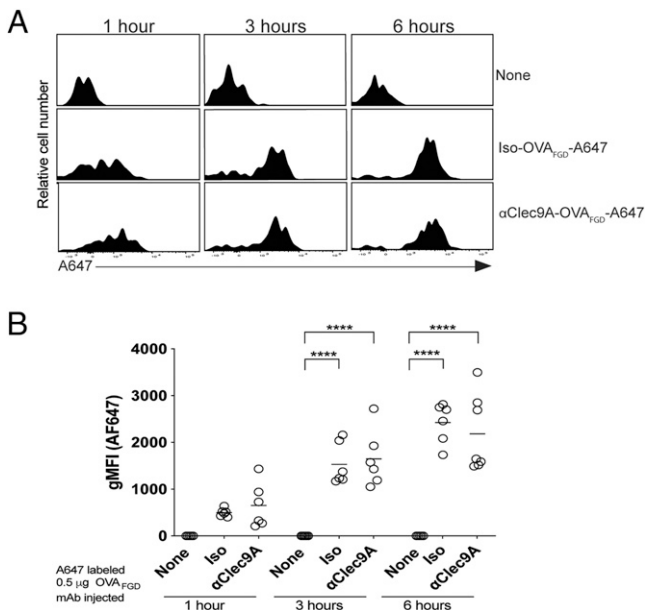 A
1 hour
3 hours
6 hours
Relative cell number
None
Iso-OVAFGD-A647
αClec9A-OVAFGD-A647
A647
B
gMFI (AF647)
4000
3000
2000
1000
0
****
****
****
****
None
Iso
αClec9A
None
Iso
αClec9A
None
Iso
αClec9A
A647 labeled
0.5 μg OVAFGD
mAb injected
1 hour
3 hours
6 hours